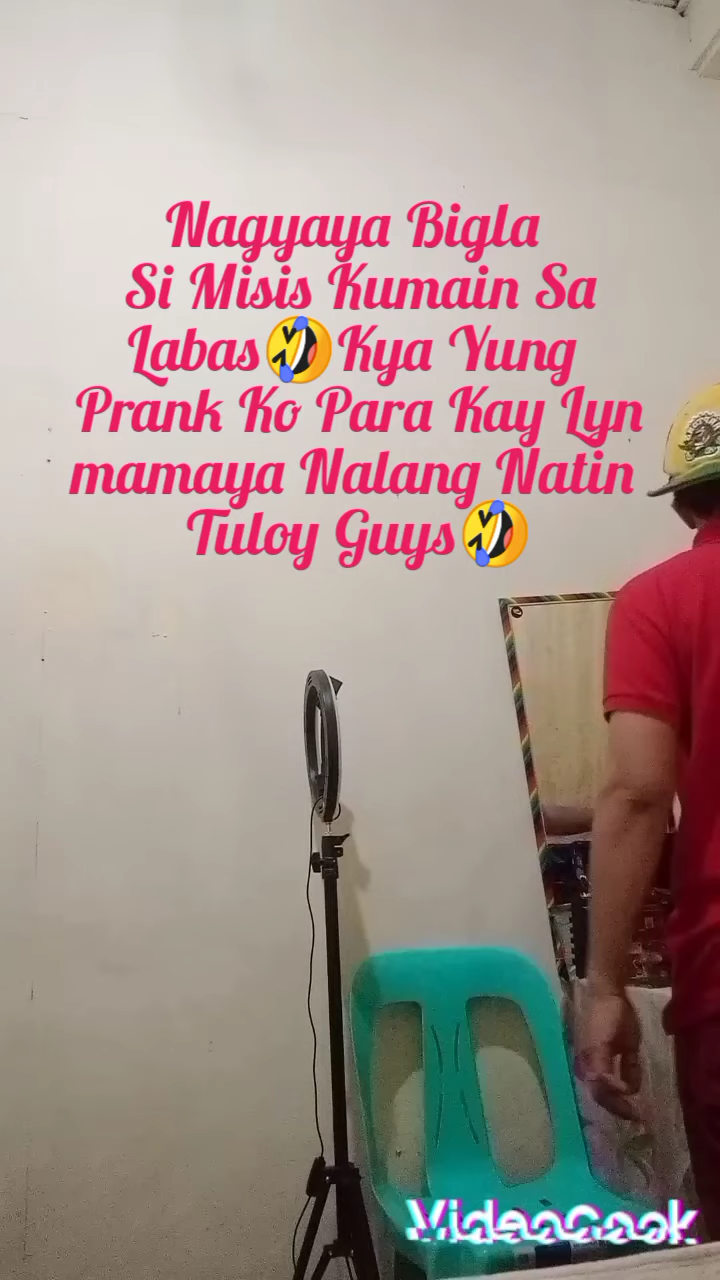 Nagyaya Bigla
Si Misis Kumain Sa
Labas🤣Kya Yung
Prank Ko Para Kay Lyn
mamaya Nalang Natin
Tuloy Guys🤣
VideoCook